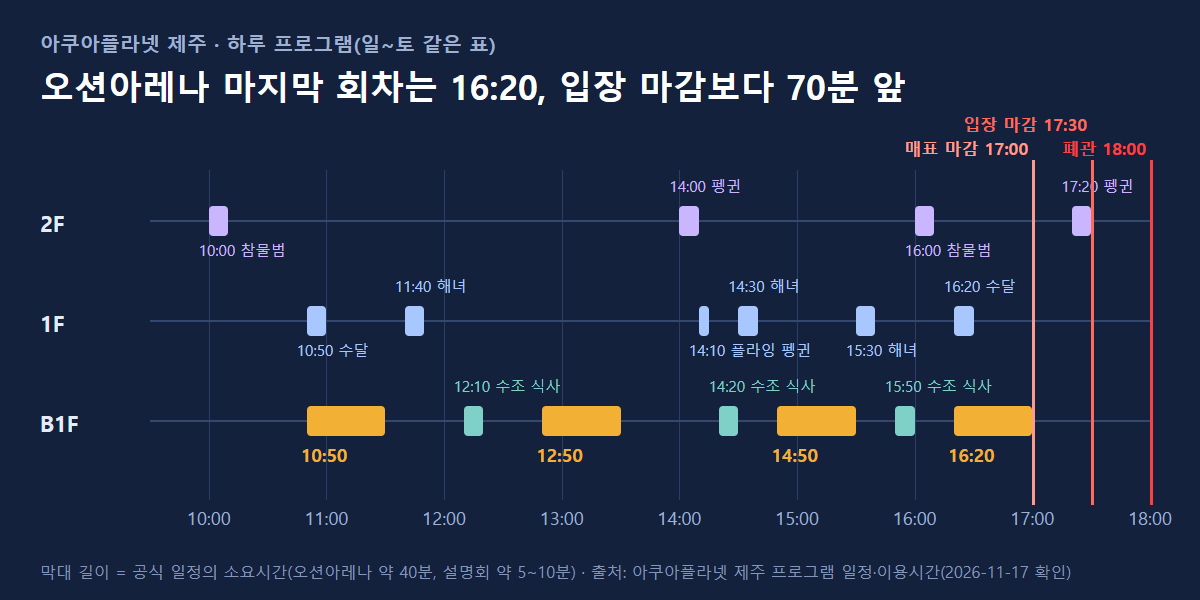 아쿠아플라넷 제주 · 하루 프로그램(일~토 같은 표)
오션아레나 마지막 회차는 16:20, 입장 마감보다 70분 앞
입장 마감 17:30
매표 마감 17:00
폐관 18:00
14:00 펭귄
17:20 펭귄
2F
10:00 참물범
16:00 참물범
11:40 해녀
14:30 해녀
16:20 수달
1F
10:50 수달
14:10 플라잉 펭귄
15:30 해녀
12:10 수조 식사
14:20 수조 식사
15:50 수조 식사
B1F
10:50
12:50
14:50
16:20
10:00
11:00
12:00
13:00
14:00
15:00
16:00
17:00
18:00
막대 길이 = 공식 일정의 소요시간(오션아레나 약 40분, 설명회 약 5~10분) · 출처: 아쿠아플라넷 제주 프로그램 일정·이용시간(2026-11-17 확인)